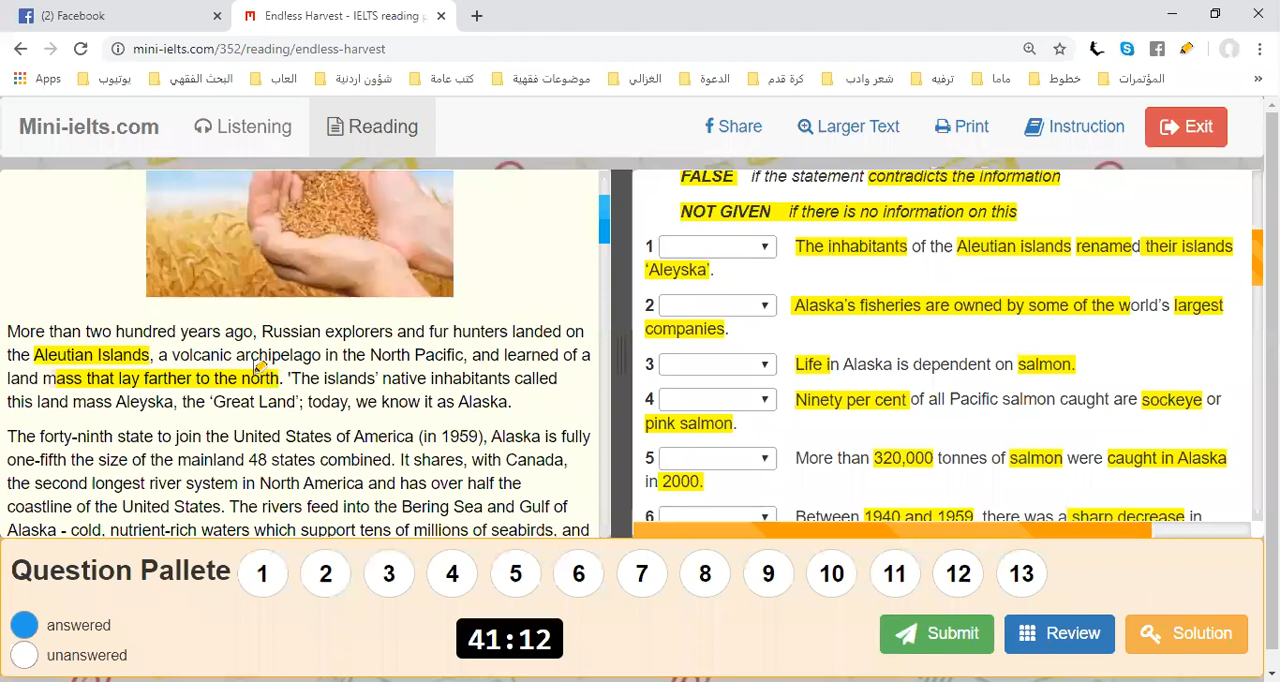 (2) Facebook
Endless Harvest - IELTS reading p
mini-ielts.com/352/reading/endless-harvest
Apps
يوتيوب
البحث الفقهي
العاب
شؤون اردنية
كتب عامة
موضوعات فقهية
الغزالي
الدعوة
كرة قدم
شعر وادب
ترفيه
ماما
خطوط
المؤتمرات
»
Mini-ielts.com
Listening
Reading
Share
Larger Text
Print
Instruction
Exit
More than two hundred years ago, Russian explorers and fur hunters landed on
the Aleutian Islands, a volcanic archipelago in the North Pacific, and learned of a
land mass that lay farther to the north. 'The islands' native inhabitants called
this land mass Aleyska, the ‘Great Land’; today, we know it as Alaska.
The forty-ninth state to join the United States of America (in 1959), Alaska is fully
one-fifth the size of the mainland 48 states combined. It shares, with Canada,
the second longest river system in North America and has over half the
coastline of the United States. The rivers feed into the Bering Sea and Gulf of
Alaska - cold, nutrient-rich waters which support tens of millions of seabirds, and
FALSE if the statement contradicts the information
NOT GIVEN if there is no information on this
1 The inhabitants of the Aleutian islands renamed their islands
‘Aleyska’.
2 Alaska’s fisheries are owned by some of the world’s largest
companies.
3 Life in Alaska is dependent on salmon.
4 Ninety per cent of all Pacific salmon caught are sockeye or
pink salmon.
5 More than 320,000 tonnes of salmon were caught in Alaska
in 2000.
6 Between 1940 and 1959, there was a sharp decrease in
Question Pallete 1 2 3 4 5 6 7 8 9 10 11 12 13
answered
unanswered
41:12
Submit
Review
Solution